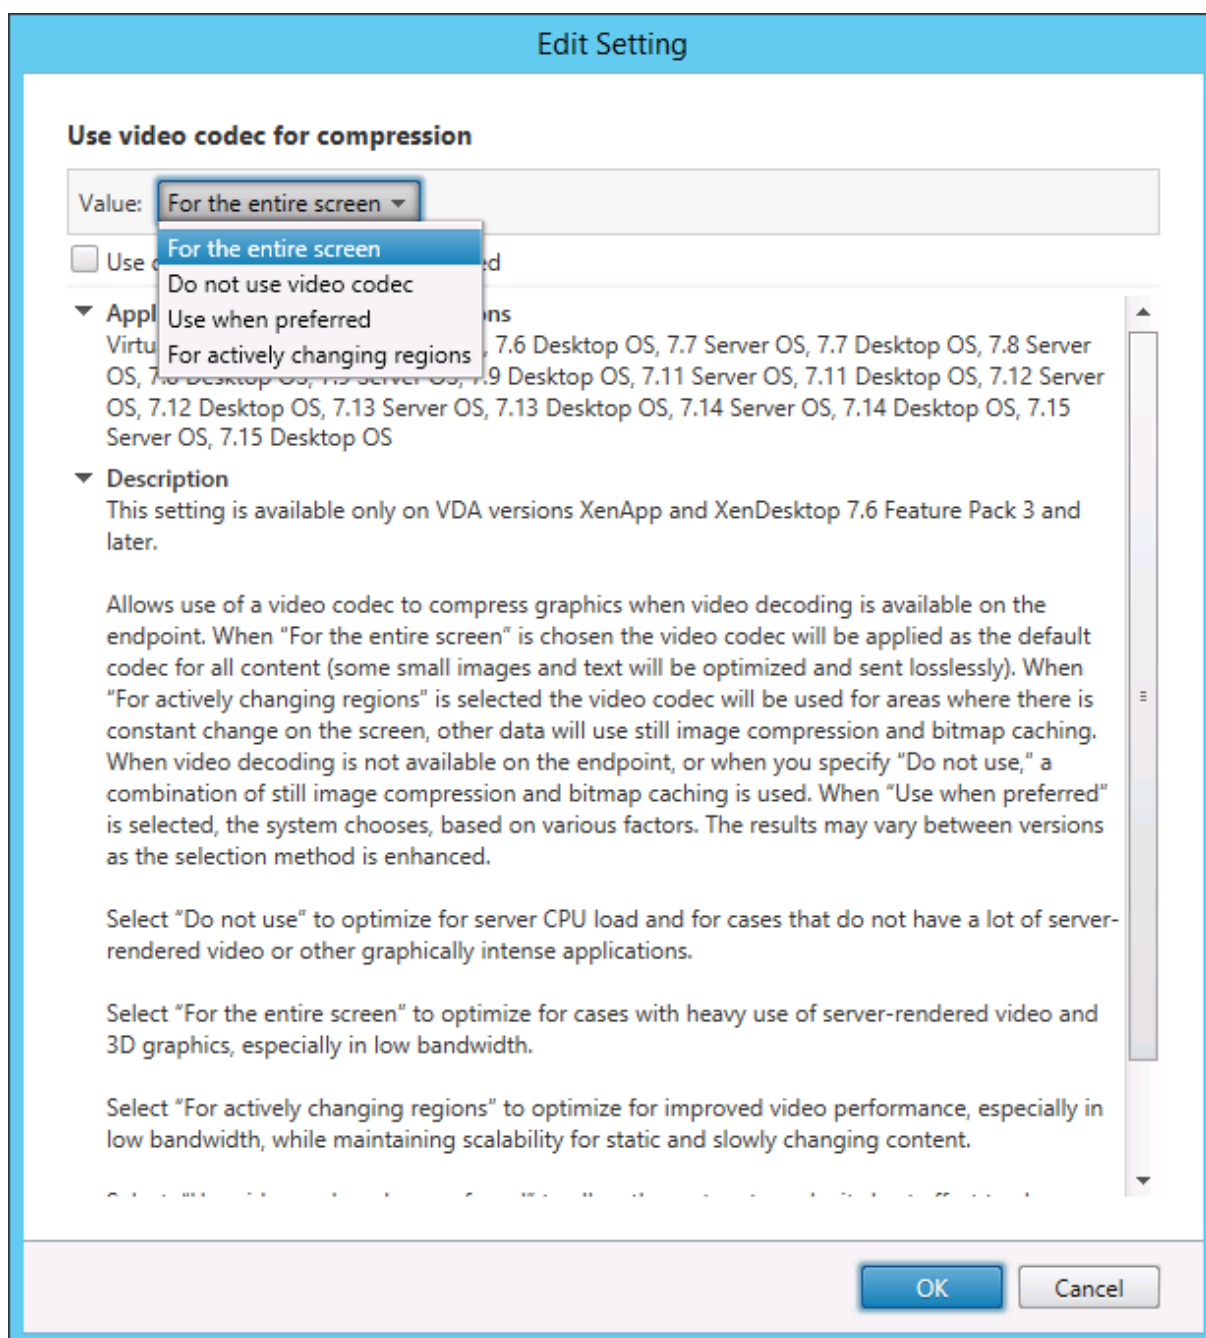 Edit Setting
Use video codec for compression
Value: For the entire screen
For the entire screen
Use ed
Do not use video codec
Appl ons
Use when preferred
Virtu , 7.6 Desktop OS, 7.7 Server OS, 7.7 Desktop OS, 7.8 Server
For actively changing regions
OS, 7.8 Desktop OS, 7.9 Server OS, 7.9 Desktop OS, 7.11 Server OS, 7.11 Desktop OS, 7.12 Server
OS, 7.12 Desktop OS, 7.13 Server OS, 7.13 Desktop OS, 7.14 Server OS, 7.14 Desktop OS, 7.15
Server OS, 7.15 Desktop OS
Description
This setting is available only on VDA versions XenApp and XenDesktop 7.6 Feature Pack 3 and
later.
Allows use of a video codec to compress graphics when video decoding is available on the
endpoint. When “For the entire screen” is chosen the video codec will be applied as the default
codec for all content (some small images and text will be optimized and sent losslessly). When
“For actively changing regions” is selected the video codec will be used for areas where there is
constant change on the screen, other data will use still image compression and bitmap caching.
When video decoding is not available on the endpoint, or when you specify “Do not use,” a
combination of still image compression and bitmap caching is used. When “Use when preferred”
is selected, the system chooses, based on various factors. The results may vary between versions
as the selection method is enhanced.
Select “Do not use” to optimize for server CPU load and for cases that do not have a lot of server-
rendered video or other graphically intense applications.
Select “For the entire screen” to optimize for cases with heavy use of server-rendered video and
3D graphics, especially in low bandwidth.
Select “For actively changing regions” to optimize for improved video performance, especially in
low bandwidth, while maintaining scalability for static and slowly changing content.
OK
Cancel